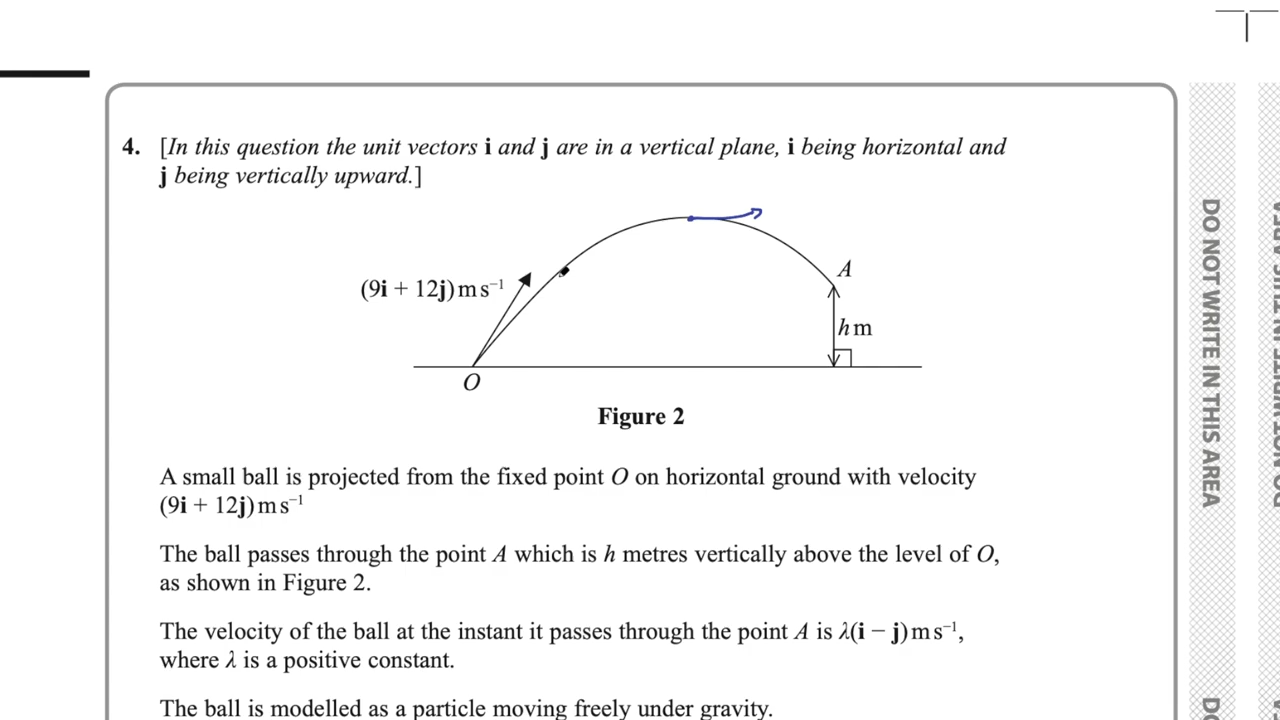 4. [In this question the unit vectors i and j are in a vertical plane, i being horizontal and
j being vertically upward.]
A
(9i + 12j) m s⁻¹
h m
O
Figure 2
A small ball is projected from the fixed point O on horizontal ground with velocity
(9i + 12j) m s⁻¹
The ball passes through the point A which is h metres vertically above the level of O,
as shown in Figure 2.
The velocity of the ball at the instant it passes through the point A is λ(i − j) m s⁻¹,
where λ is a positive constant.
The ball is modelled as a particle moving freely under gravity.
DO NOT WRITE IN THIS AREA